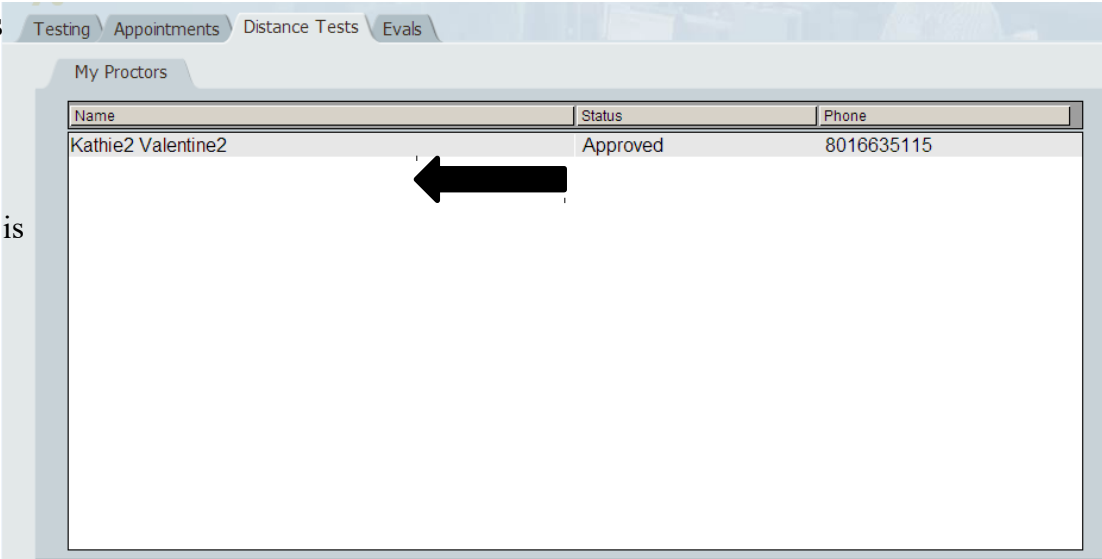 s
Testing Appointments Distance Tests Evals
My Proctors
Name Status Phone
Kathie2 Valentine2 Approved 8016635115
is